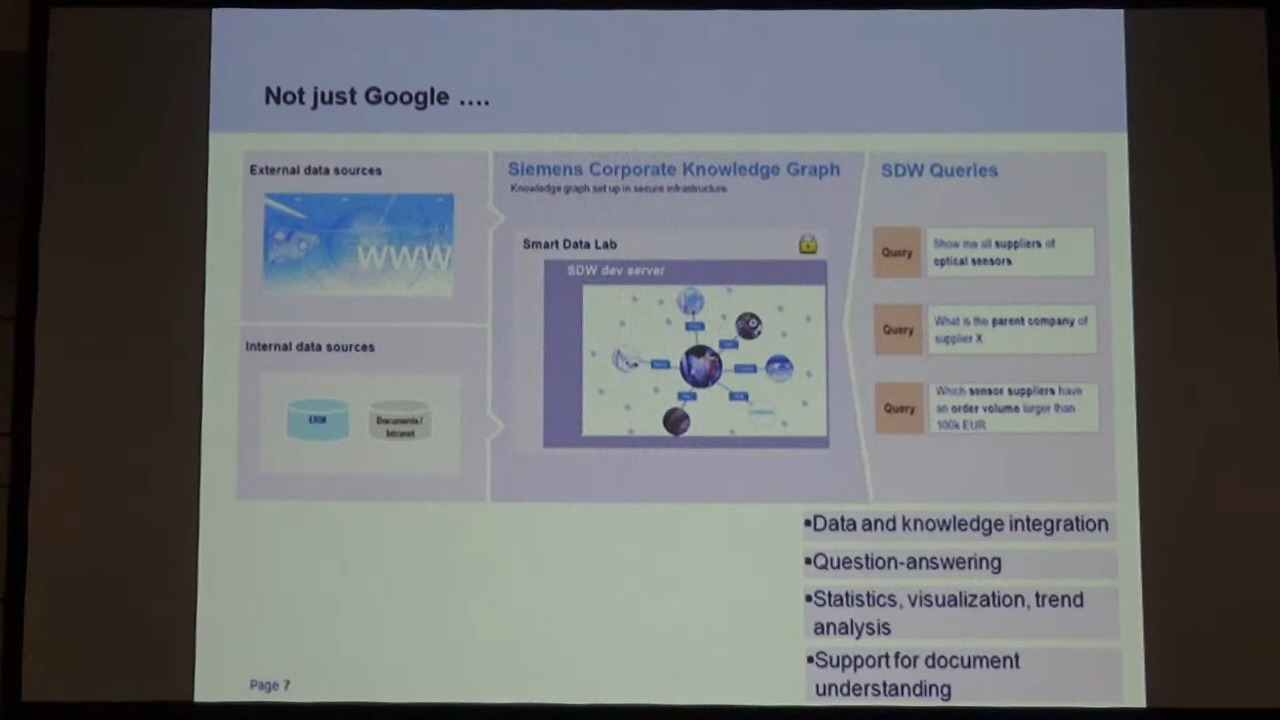 Not just Google ....
External data sources
www
Internal data sources
ERM
Documents/
Intranet
Siemens Corporate Knowledge Graph
Knowledge graph set up in secure infrastructure
Smart Data Lab
SDW dev server
SDW Queries
Query
Show me all suppliers of
optical sensors
Query
What is the parent company of
supplier X
Query
Which sensor suppliers have
an order volume larger than
100k EUR
▪Data and knowledge integration
▪Question-answering
▪Statistics, visualization, trend
analysis
▪Support for document
understanding
Page 7